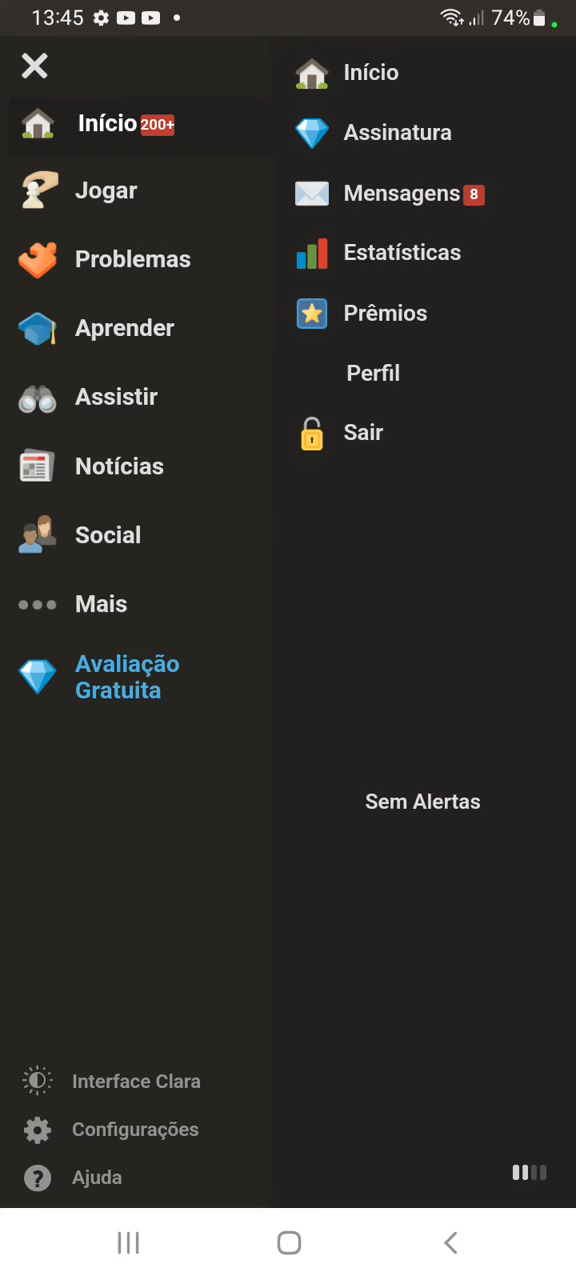 13:45
74%
Início 200+
Jogar
Problemas
Aprender
Assistir
Notícias
Social
Mais
Avaliação
Gratuita
Interface Clara
Configurações
Ajuda
Início
Assinatura
Mensagens 8
Estatísticas
Prêmios
Perfil
Sair
Sem Alertas